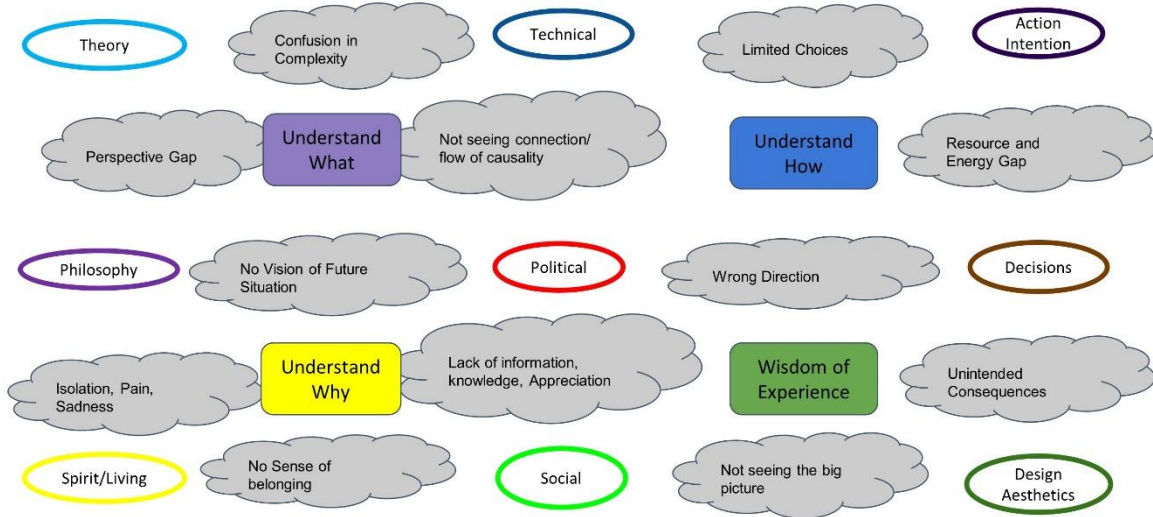 Theory
Confusion in
Complexity
Technical
Limited Choices
Action
Intention
Perspective Gap
Understand
What
Not seeing connection/
flow of causality
Understand
How
Resource and
Energy Gap
Philosophy
No Vision of Future
Situation
Political
Wrong Direction
Decisions
Isolation, Pain,
Sadness
Understand
Why
Lack of information,
knowledge, Appreciation
Wisdom of
Experience
Unintended
Consequences
Spirit/Living
No Sense of
belonging
Social
Not seeing the big
picture
Design
Aesthetics